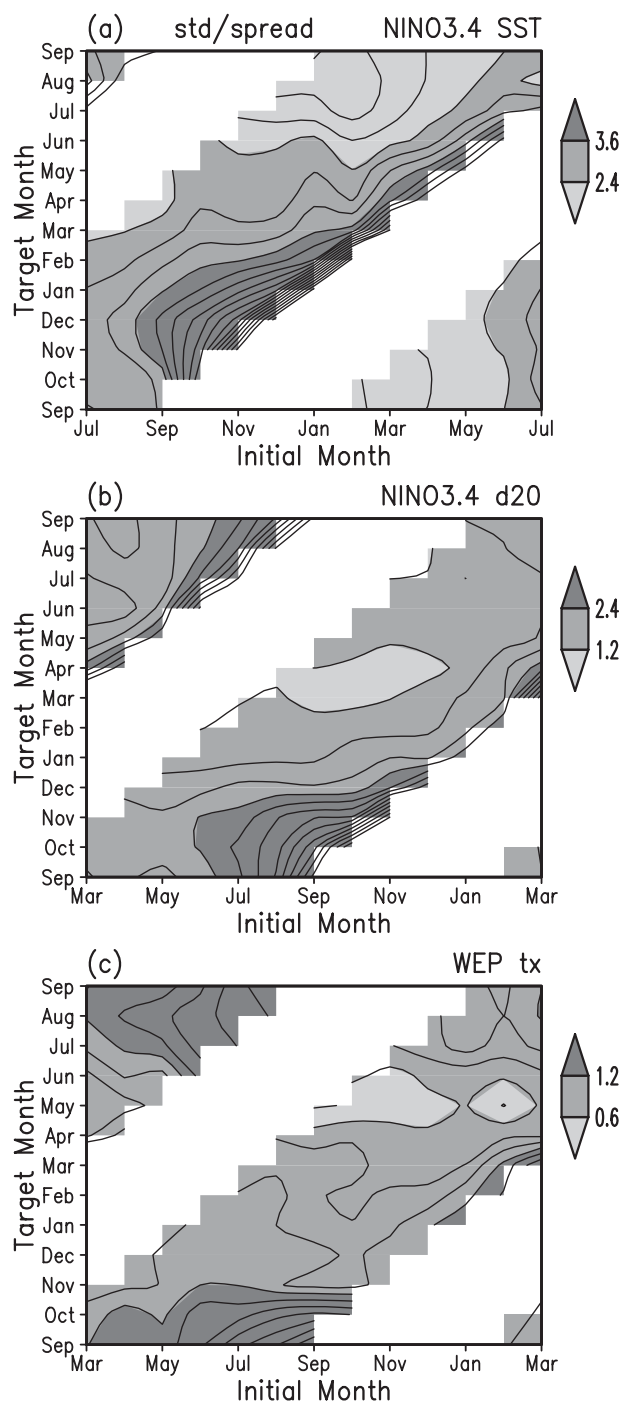 (a) std/spread NINO3.4 SST
Sep
Aug
Jul
Jun
May
Apr
Mar
Feb
Jan
Dec
Nov
Oct
Sep
Target Month
Jul Sep Nov Jan Mar May Jul
Initial Month
3.6
2.4
(b) NINO3.4 d20
Sep
Aug
Jul
Jun
May
Apr
Mar
Feb
Jan
Dec
Nov
Oct
Sep
Target Month
Mar May Jul Sep Nov Jan Mar
Initial Month
2.4
1.2
(c) WEP tx
Sep
Aug
Jul
Jun
May
Apr
Mar
Feb
Jan
Dec
Nov
Oct
Sep
Target Month
Mar May Jul Sep Nov Jan Mar
Initial Month
1.2
0.6